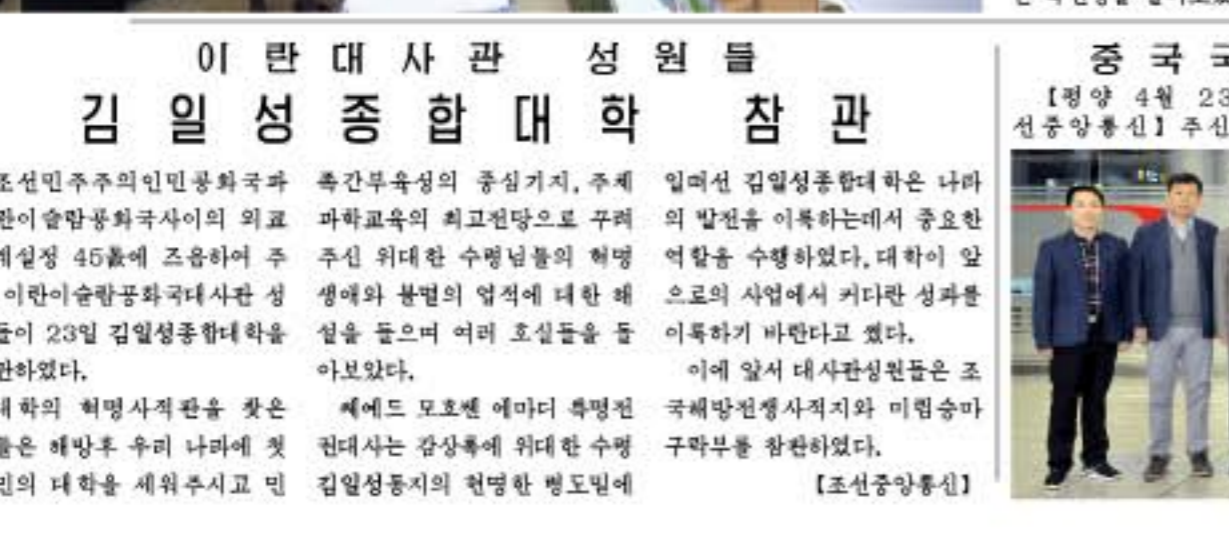 이란대사관 성원들
김일성종합대학 참관
조선민주주의인민공화국과
란이슬람공화국사이의 외교
계설정 45돐에 즈음하여 주
이란이슬람공화국대사관 성
들이 23일 김일성종합대학을
관하였다.
대학의 혁명사적관을 찾은
들은 해방후 우리 나라에 첫
민의 대학을 세워주시고 민
족간부육성의 중심기지, 주체
과학교육의 최고전당으로 꾸려
주신 위대한 수령님들의 혁명
생애와 불멸의 업적에 대한 해
설을 들으며 여러 호실들을 돌
아보았다.
쎄에드 모흐쎈 에마디 특명전
권대사는 감상록에 위대한 수령
김일성동지의 현명한 령도밑에
일떠선 김일성종합대학은 나라
의 발전을 이룩하는데서 중요한
역할을 수행하였다. 대학이 앞
으로의 사업에서 커다란 성과를
이룩하기 바란다고 썼다.
이에 앞서 대사관성원들은 조
국해방전쟁사적지와 미림승마
구락부를 참관하였다.
【조선중앙통신】
중국
【평양 4월 23
선중앙통신】주신